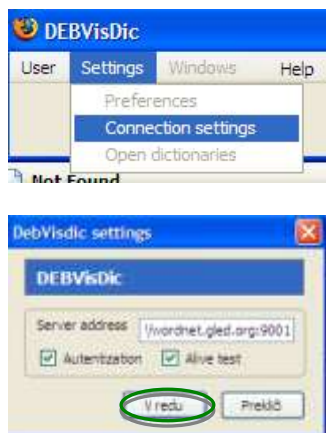 DEBVisDic
User Settings Windows Help
Preferences
Connection settings
Open dictionaries
Not Found
DebVisdic settings
DEBVisDic
Server address //wordnet.gled.org:9001
Autentization Alive test
V redu Prekliči